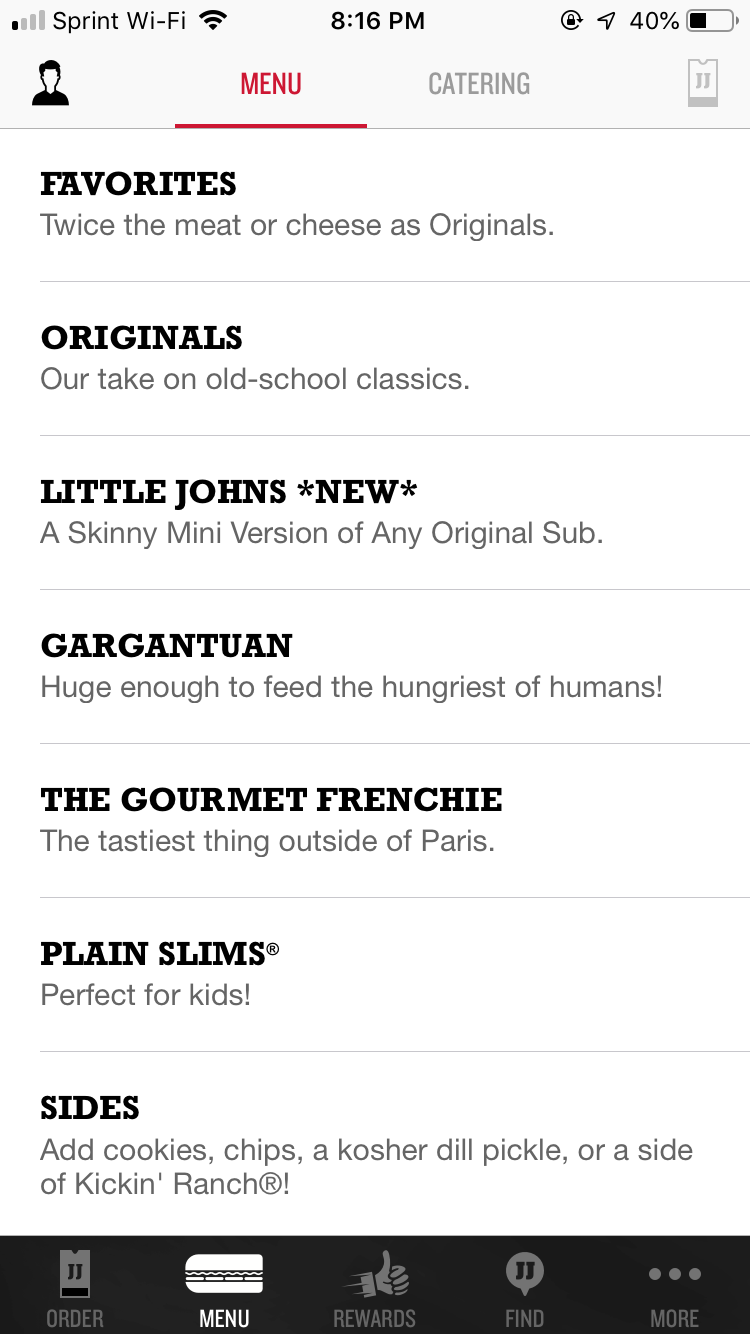 Sprint Wi-Fi 8:16 PM 40%
MENU CATERING JJ
FAVORITES
Twice the meat or cheese as Originals.
ORIGINALS
Our take on old-school classics.
LITTLE JOHNS *NEW*
A Skinny Mini Version of Any Original Sub.
GARGANTUAN
Huge enough to feed the hungriest of humans!
THE GOURMET FRENCHIE
The tastiest thing outside of Paris.
PLAIN SLIMS®
Perfect for kids!
SIDES
Add cookies, chips, a kosher dill pickle, or a side
of Kickin' Ranch®!
JJ JJ
ORDER MENU REWARDS FIND MORE